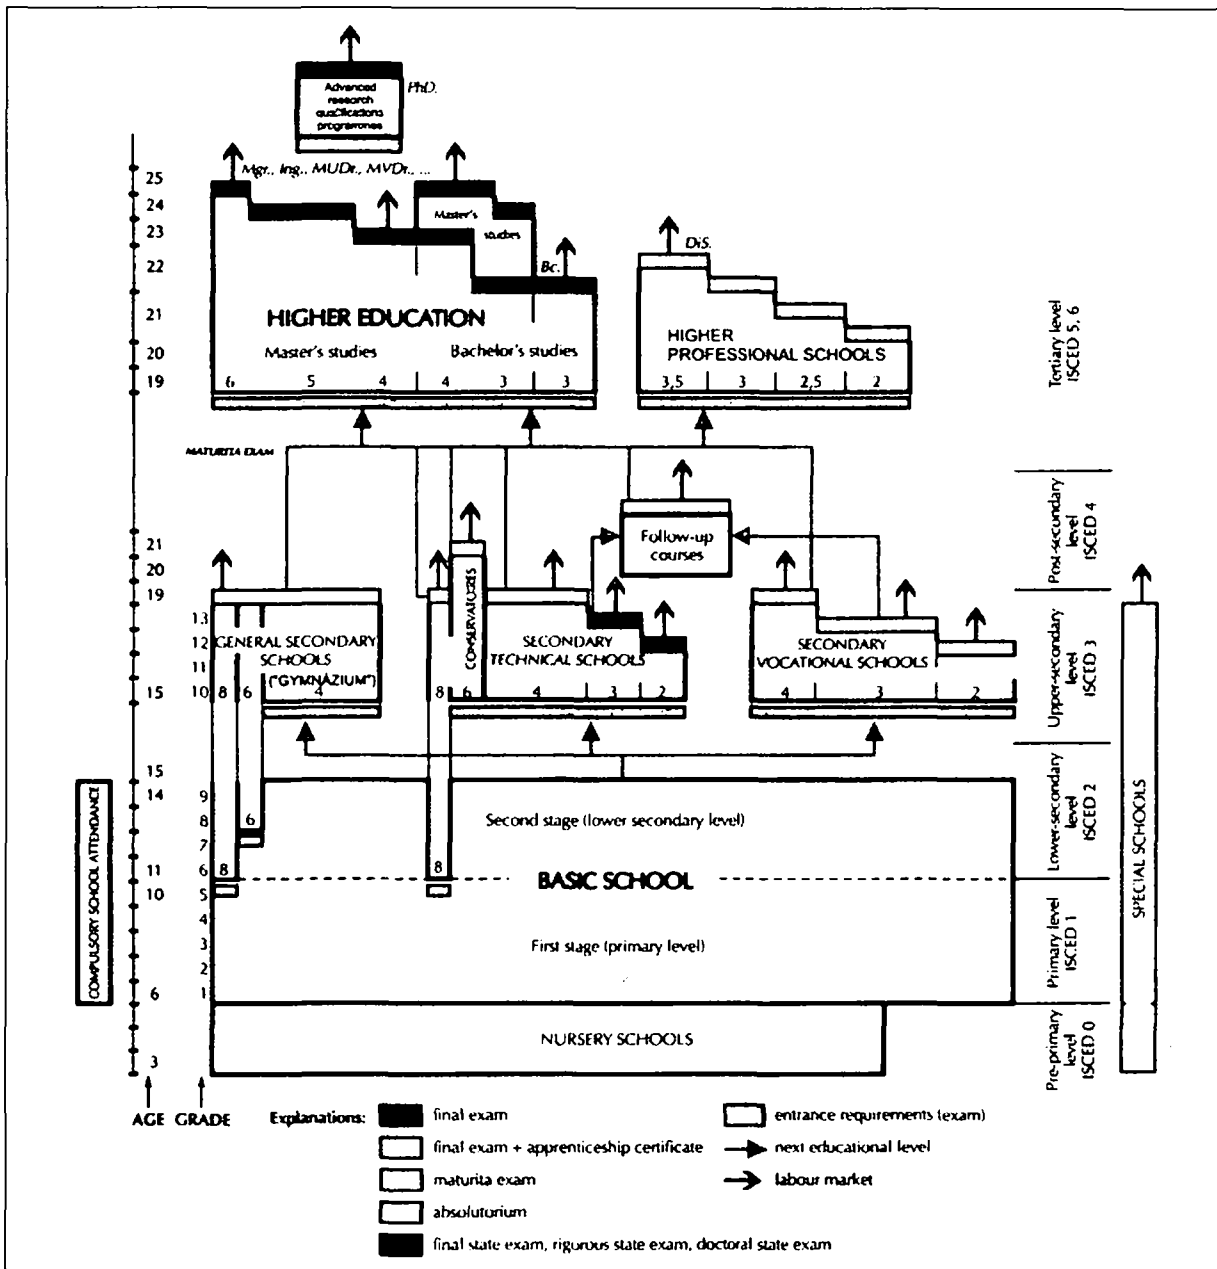 PhD.
Advanced
research
qualifications
programmes
Mgr., Ing., MUDr., MVDr., ...
25
24
23
22
21
20
19
Master's
studies
Bc.
DiS.
HIGHER EDUCATION
Master's studies
Bachelor's studies
6 5 4 4 3 3
HIGHER
PROFESSIONAL SCHOOLS
3,5 3 2,5 2
Tertiary level
ISCED 5, 6
MATURITA EXAM
Follow-up
courses
Post-secondary
level
ISCED 4
21
20
19
15
13
12
11
10
GENERAL SECONDARY
SCHOOLS
("GYMNÁZIUM")
8 6 4
CONSERVATOIRES
SECONDARY
TECHNICAL SCHOOLS
8 6 4 3 2
SECONDARY
VOCATIONAL SCHOOLS
4 3 2
Upper-secondary
level
ISCED 3
COMPULSORY SCHOOL ATTENDANCE
15
14
11
10
6
3
9
8
7
6
5
4
3
2
1
6
8
8
Second stage (lower secondary level)
BASIC SCHOOL
First stage (primary level)
NURSERY SCHOOLS
Lower-secondary
level
ISCED 2
Primary level
ISCED 1
Pre-primary
level
ISCED 0
SPECIAL SCHOOLS
AGE GRADE
Explanations:
final exam
final exam + apprenticeship certificate
maturita exam
absolutorium
final state exam, rigurous state exam, doctoral state exam
entrance requirements (exam)
next educational level
labour market